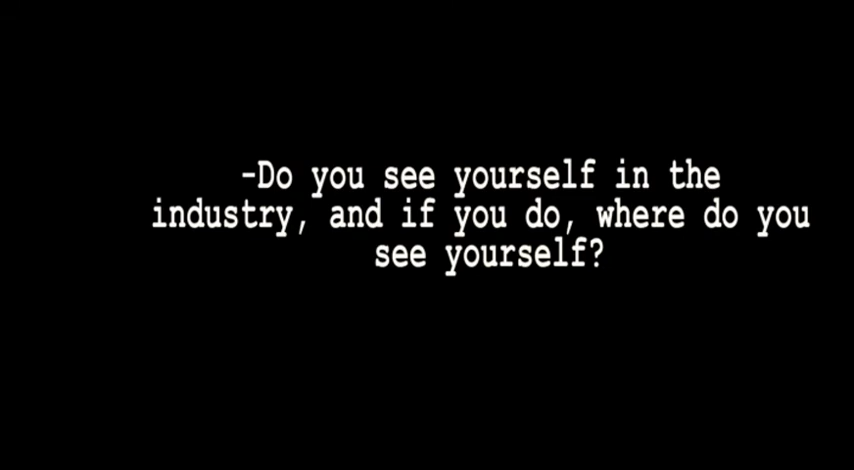 -Do you see yourself in the
industry, and if you do, where do you
see yourself?